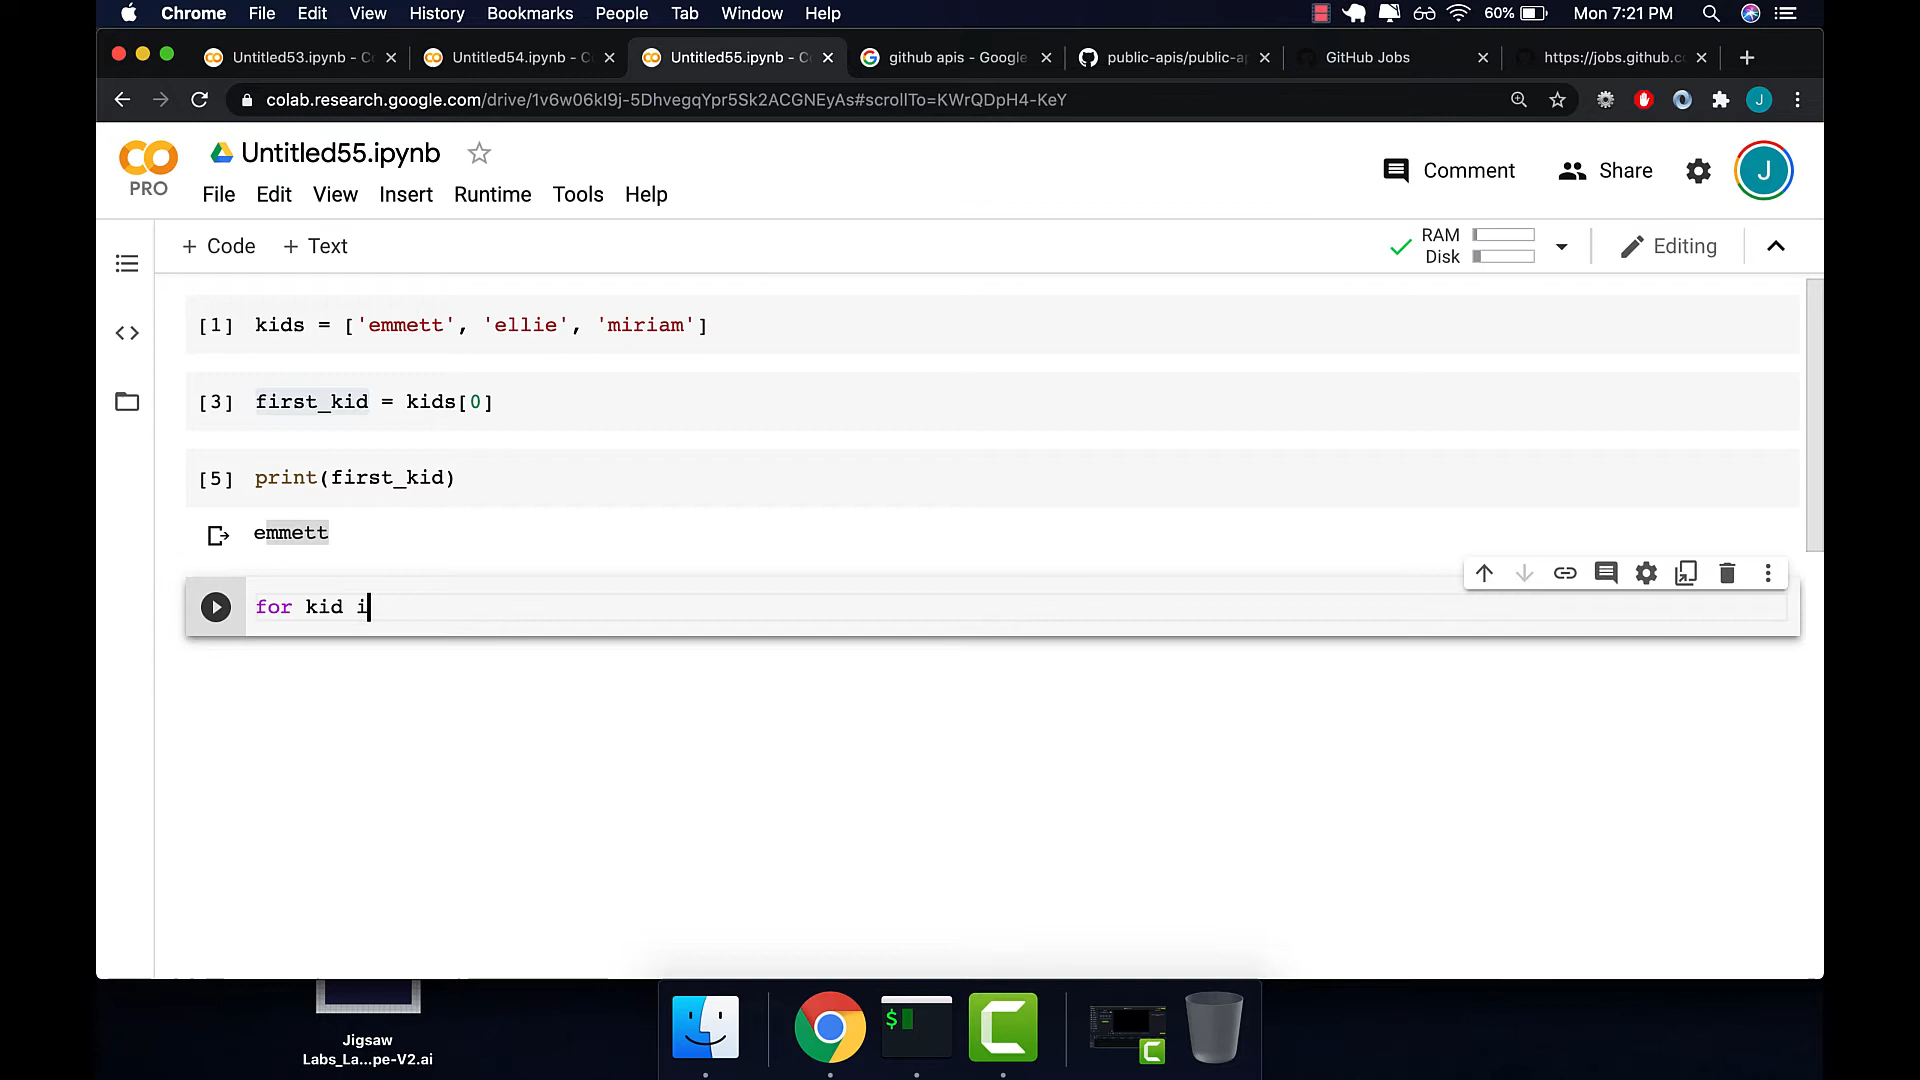 Chrome File Edit View History Bookmarks People Tab Window Help 60% Mon 7:21 PM
Untitled53.ipynb - C Untitled54.ipynb - C Untitled55.ipynb - C github apis - Google public-apis/public-ap GitHub Jobs https://jobs.github.c
colab.research.google.com/drive/1v6w06kI9j-5DhvegqYpr5Sk2ACGNEyAs#scrollTo=KWrQDpH4-KeY J
CO Untitled55.ipynb
PRO
Comment Share J
File Edit View Insert Runtime Tools Help
+ Code + Text RAM Editing
Disk
[1] kids = ['emmett', 'ellie', 'miriam']
[3] first_kid = kids[0]
[5] print(first_kid)
emmett
for kid i
$ C
C
Jigsaw
Labs_La...pe-V2.ai